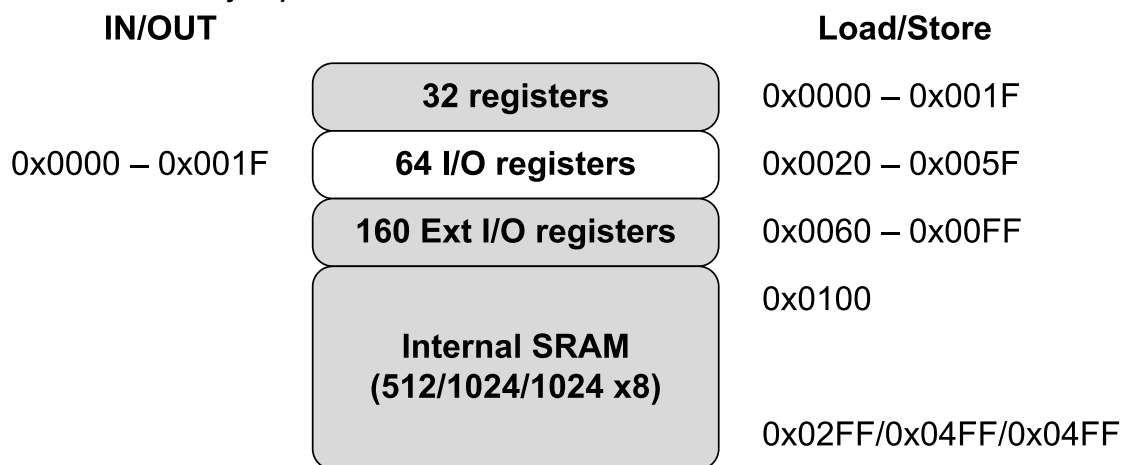 IN/OUT Load/Store
32 registers 0x0000 – 0x001F
0x0000 – 0x001F 64 I/O registers 0x0020 – 0x005F
160 Ext I/O registers 0x0060 – 0x00FF
0x0100
Internal SRAM
(512/1024/1024 x8)
0x02FF/0x04FF/0x04FF